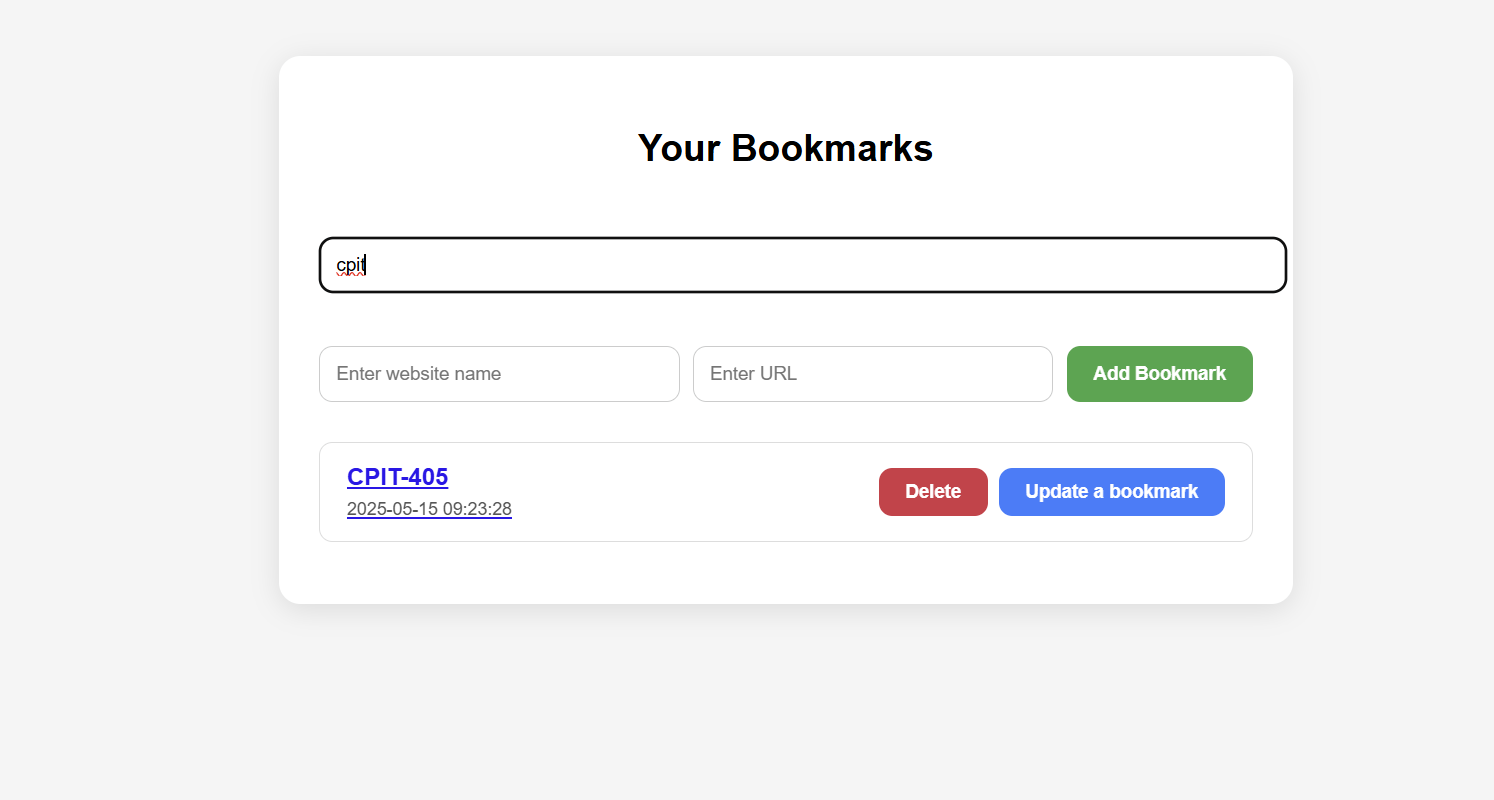 Your Bookmarks
cpit
Enter website name
Enter URL
Add Bookmark
CPIT-405
2025-05-15 09:23:28
Delete
Update a bookmark